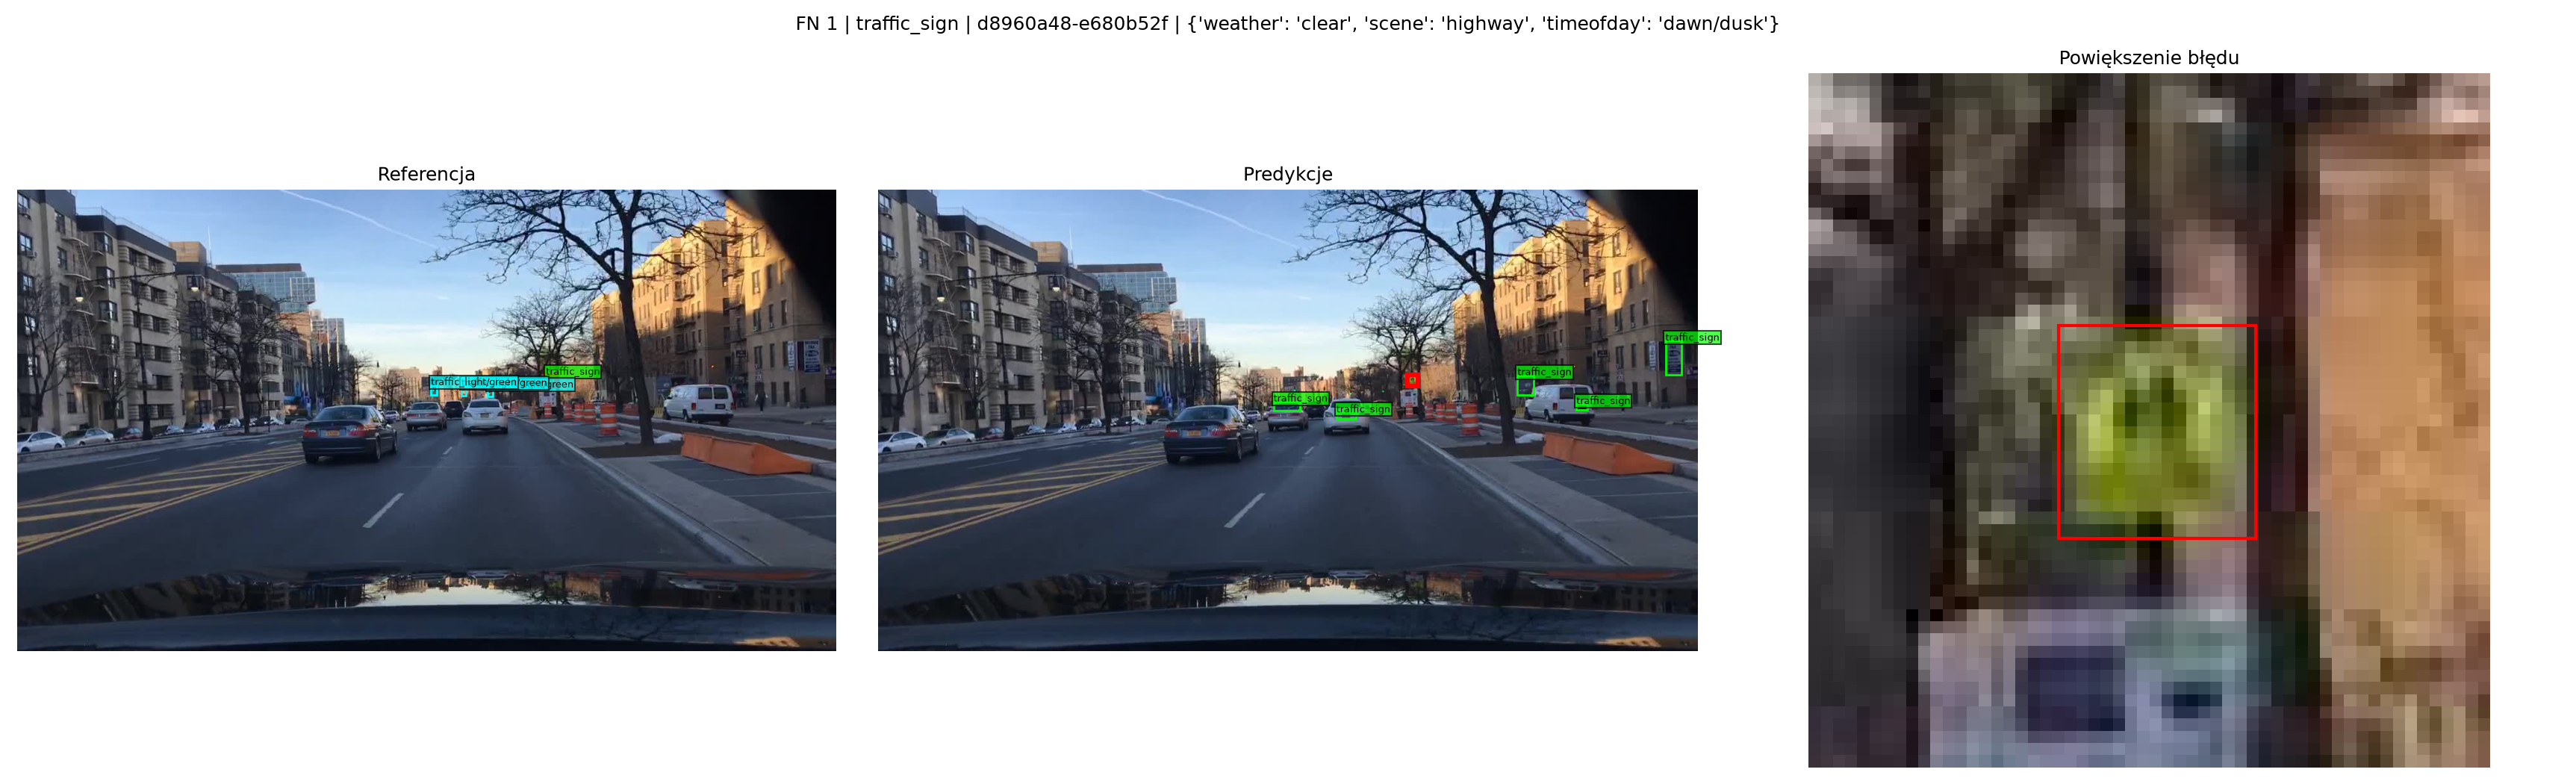 FN 1 | traffic_sign | d8960a48-e680b52f | {'weather': 'clear', 'scene': 'highway', 'timeofday': 'dawn/dusk'}
Referencja
traffic_sign
traffic_light/green
green
green
Predykcje
traffic_sign
traffic_sign
traffic_sign
traffic_sign
traffic_sign
Powiększenie błędu